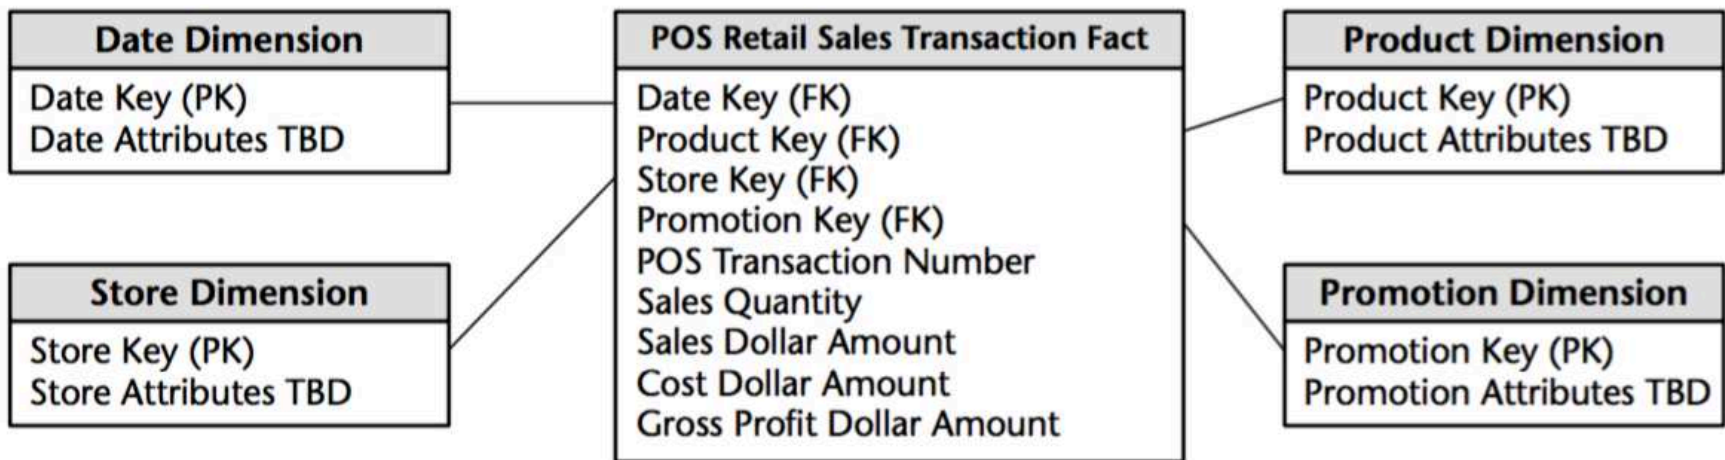 Date Dimension
Date Key (PK)
Date Attributes TBD
Store Dimension
Store Key (PK)
Store Attributes TBD
POS Retail Sales Transaction Fact
Date Key (FK)
Product Key (FK)
Store Key (FK)
Promotion Key (FK)
POS Transaction Number
Sales Quantity
Sales Dollar Amount
Cost Dollar Amount
Gross Profit Dollar Amount
Product Dimension
Product Key (PK)
Product Attributes TBD
Promotion Dimension
Promotion Key (PK)
Promotion Attributes TBD